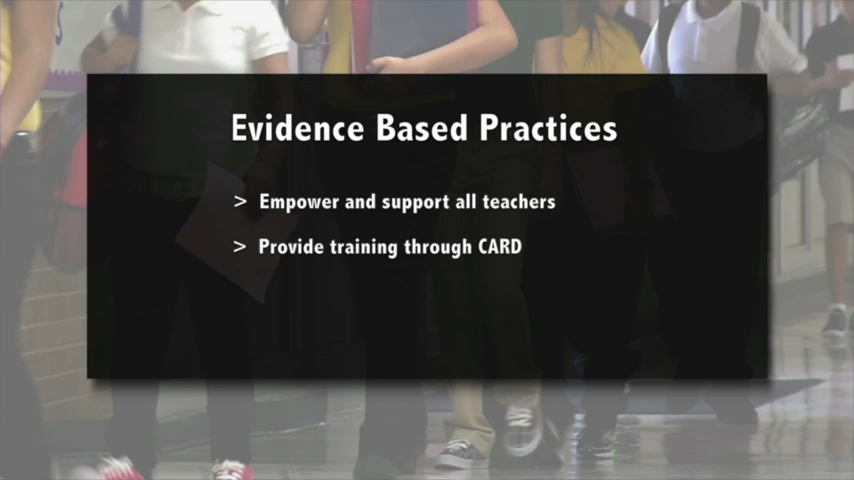 Evidence Based Practices
> Empower and support all teachers
> Provide training through CARD